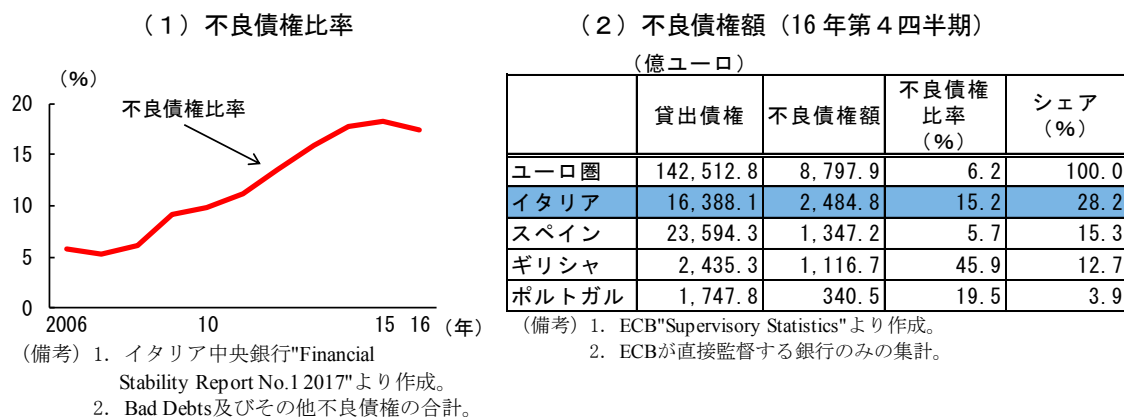 (1)不良債権比率
(%)
20
15
10
5
0
不良債権比率
2006 10 15 16 (年)
(備考)1. イタリア中央銀行"Financial
Stability Report No.1 2017"より作成。
2. Bad Debts及びその他不良債権の合計。
(2)不良債権額(16年第4四半期)
(億ユーロ)
貸出債権 不良債権額 不良債権比率(%) シェア(%)
ユーロ圏 142,512.8 8,797.9 6.2 100.0
イタリア 16,388.1 2,484.8 15.2 28.2
スペイン 23,594.3 1,347.2 5.7 15.3
ギリシャ 2,435.3 1,116.7 45.9 12.7
ポルトガル 1,747.8 340.5 19.5 3.9
(備考)1. ECB"Supervisory Statistics"より作成。
2. ECBが直接監督する銀行のみの集計。